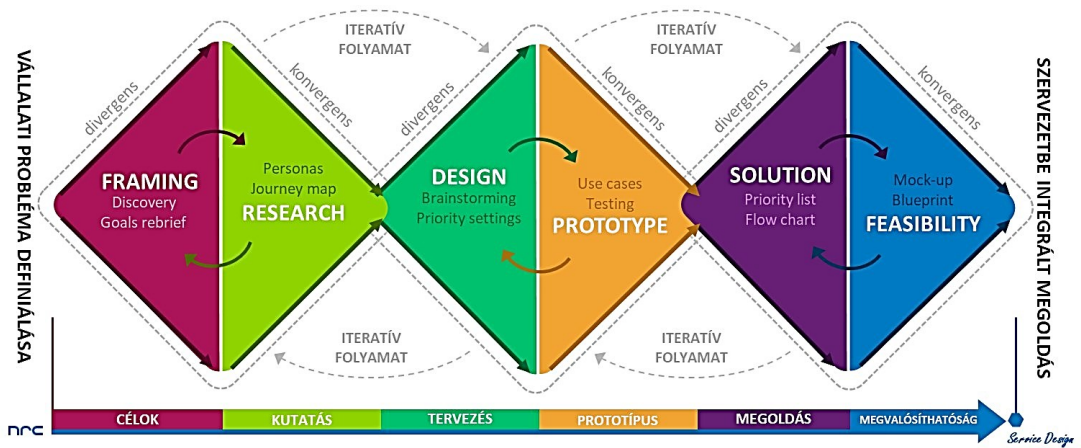 VÁLLALATI PROBLÉMA DEFINIÁLÁSA
ITERATÍV
FOLYAMAT
ITERATÍV
FOLYAMAT
divergens
konvergens
divergens
konvergens
divergens
konvergens
FRAMING
Discovery
Goals rebrief
Personas
Journey map
RESEARCH
DESIGN
Brainstorming
Priority settings
Use cases
Testing
PROTOTYPE
SOLUTION
Priority list
Flow chart
Mock-up
Blueprint
FEASIBILITY
SZERVEZETBE INTEGRÁLT MEGOLDÁS
ITERATÍV
FOLYAMAT
ITERATÍV
FOLYAMAT
CÉLOK
KUTATÁS
TERVEZÉS
PROTOTÍPUS
MEGOLDÁS
MEGVALÓSÍTHATÓSÁG
nrc
Service Design